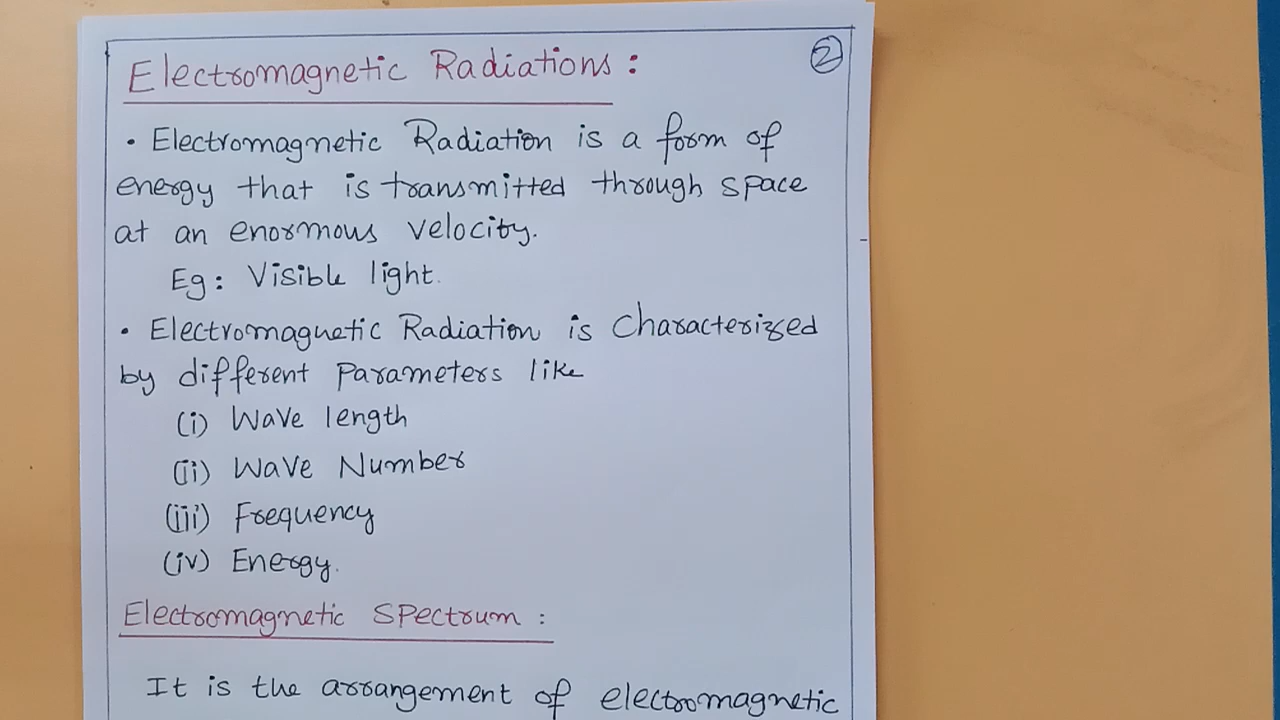 Electromagnetic Radiations :
2
• Electromagnetic Radiation is a form of
energy that is transmitted through space
at an enormous velocity.
Eg : Visible light.
• Electromagnetic Radiation is Characterized
by different Parameters like
(i) Wave length
(ii) Wave Number
(iii) Frequency
(iv) Energy.
Electromagnetic Spectrum :
It is the arrangement of electromagnetic